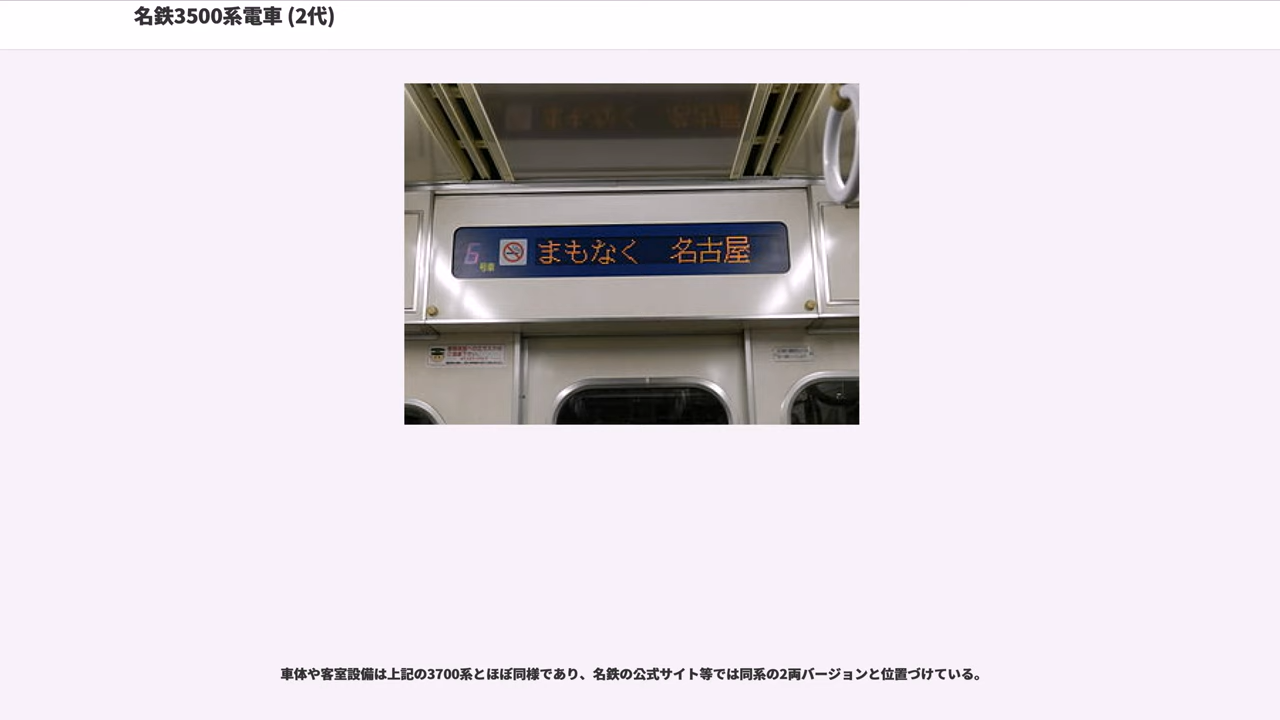 名鉄3500系電車 (2代)
6号車 まもなく　名古屋
車体や客室設備は上記の3700系とほぼ同様であり、名鉄の公式サイト等では同系の2両バージョンと位置づけている。